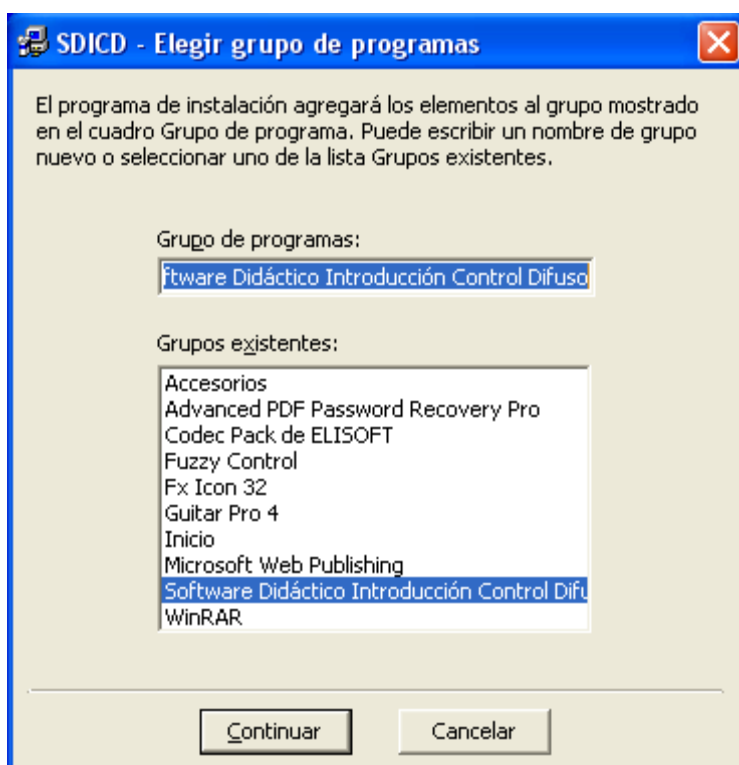 SDICD - Elegir grupo de programas
El programa de instalación agregará los elementos al grupo mostrado
en el cuadro Grupo de programa. Puede escribir un nombre de grupo
nuevo o seleccionar uno de la lista Grupos existentes.
Grupo de programas:
ftware Didáctico Introducción Control Difuso
Grupos existentes:
Accesorios
Advanced PDF Password Recovery Pro
Codec Pack de ELISOFT
Fuzzy Control
Fx Icon 32
Guitar Pro 4
Inicio
Microsoft Web Publishing
Software Didáctico Introducción Control Difu
WinRAR
Continuar
Cancelar